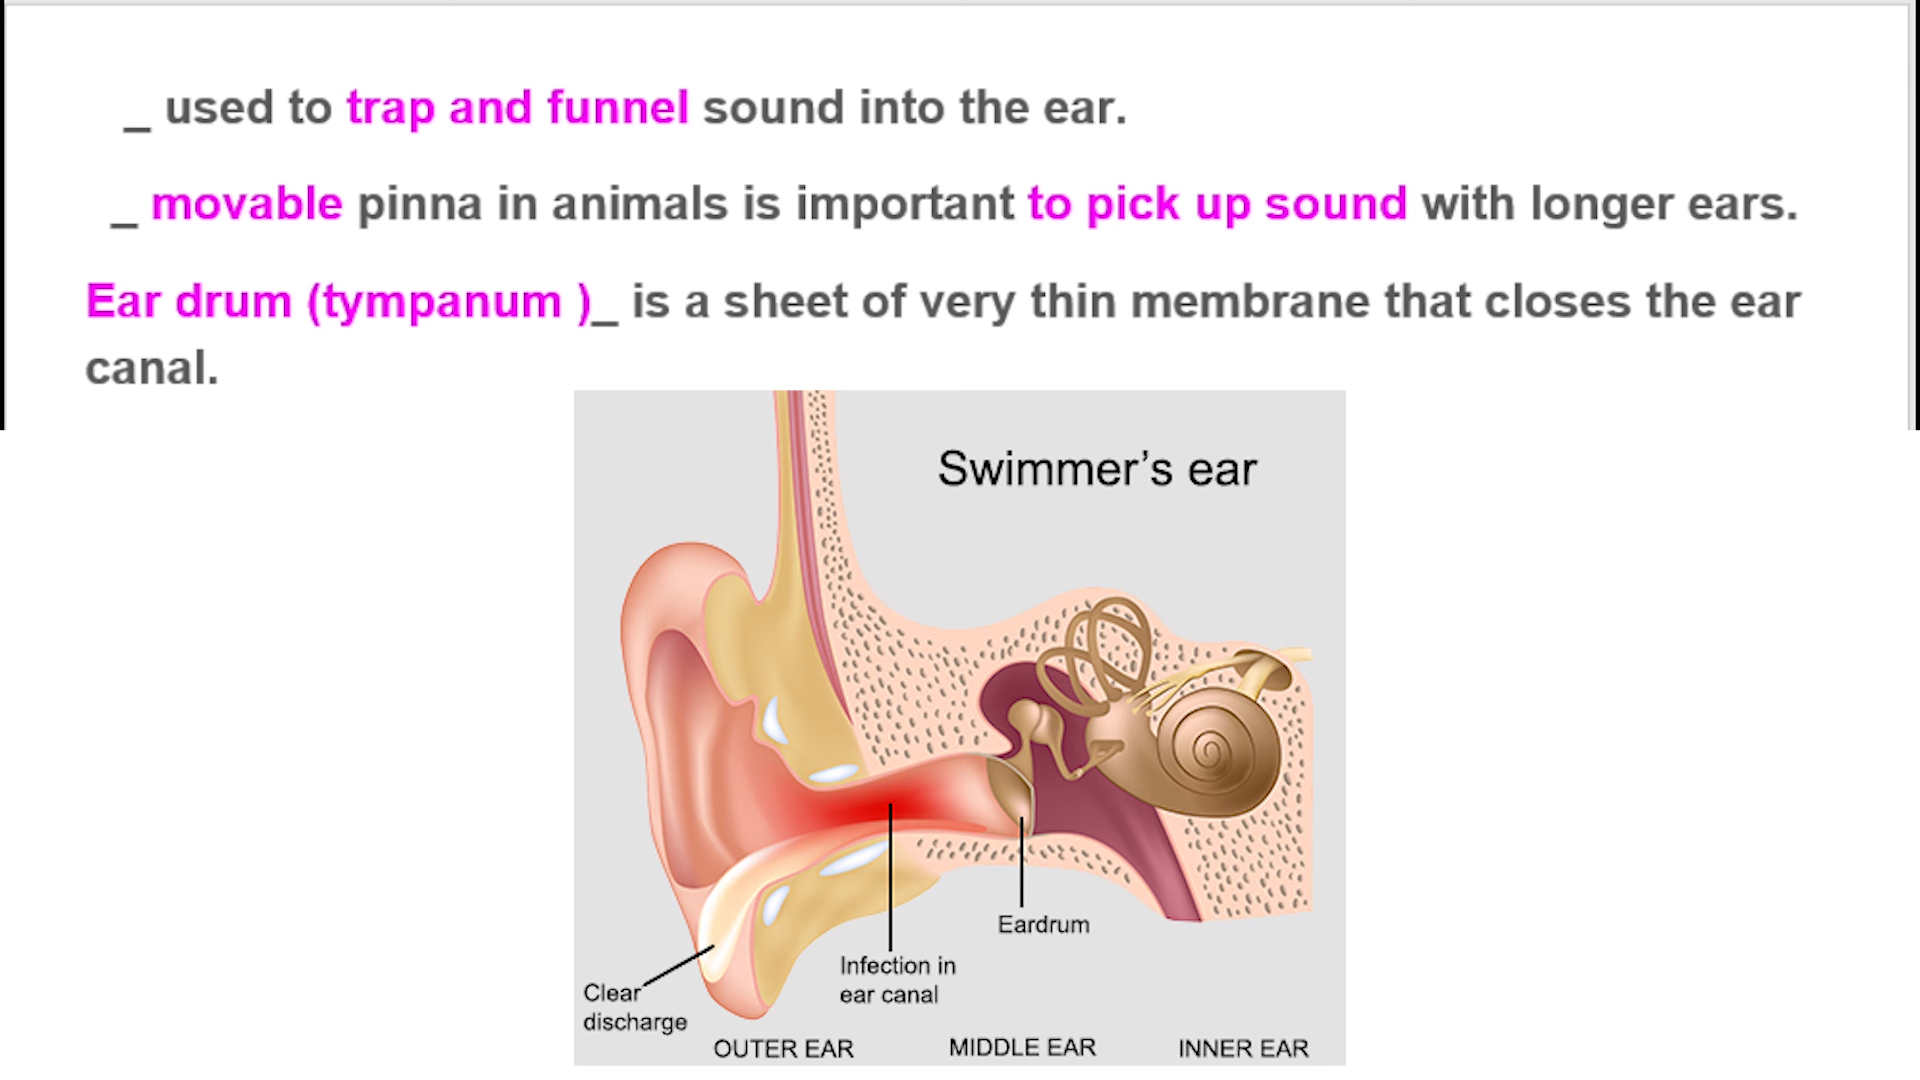 _ used to trap and funnel sound into the ear.
_ movable pinna in animals is important to pick up sound with longer ears.
Ear drum (tympanum )_ is a sheet of very thin membrane that closes the ear
canal.
Swimmer’s ear
Eardrum
Infection in
ear canal
Clear
discharge
OUTER EAR MIDDLE EAR INNER EAR